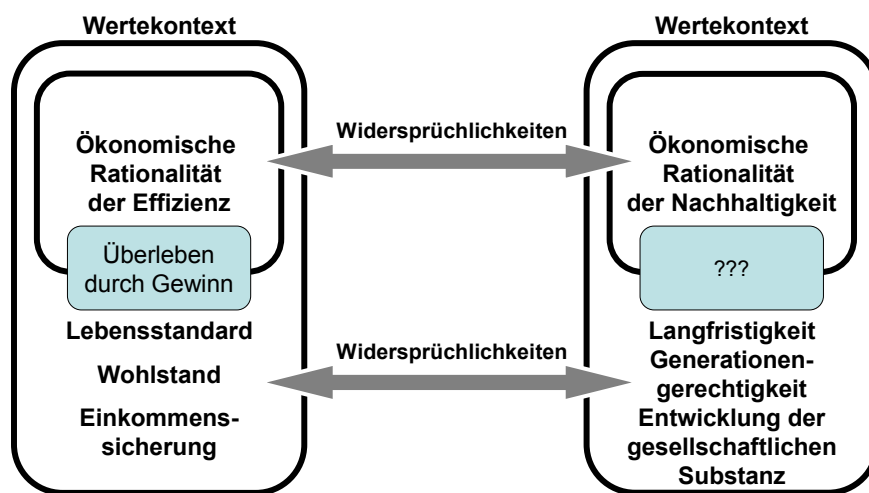 Wertekontext
Ökonomische
Rationalität
der Effizienz
Überleben
durch Gewinn
Lebensstandard
Wohlstand
Einkommens-
sicherung
Widersprüchlichkeiten
Widersprüchlichkeiten
Wertekontext
Ökonomische
Rationalität
der Nachhaltigkeit
???
Langfristigkeit
Generationen-
gerechtigkeit
Entwicklung der
gesellschaftlichen
Substanz